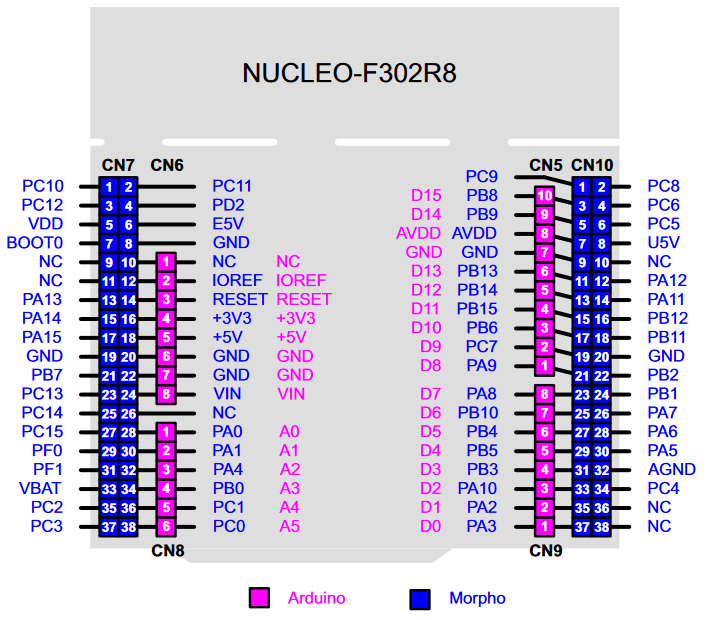 NUCLEO-F302R8
CN7 CN6 CN5 CN10
PC9
PC10 1 2 PC11 1 2 PC8
PC12 3 4 PD2 D15 PB8 10 3 4 PC6
VDD 5 6 E5V D14 PB9 9 5 6 PC5
BOOT0 7 8 GND AVDD AVDD 8 7 8 U5V
NC 9 10 1 NC NC GND GND 7 9 10 NC
NC 11 12 2 IOREF IOREF D13 PB13 6 11 12 PA12
PA13 13 14 3 RESET RESET D12 PB14 5 13 14 PA11
PA14 15 16 4 +3V3 +3V3 D11 PB15 4 15 16 PB12
PA15 17 18 5 +5V +5V D10 PB6 3 17 18 PB11
GND 19 20 6 GND GND D9 PC7 2 19 20 GND
PB7 21 22 7 GND GND D8 PA9 1 21 22 PB2
PC13 23 24 8 VIN VIN D7 PA8 8 23 24 PB1
PC14 25 26 NC D6 PB10 7 25 26 PA7
PC15 27 28 1 PA0 A0 D5 PB4 6 27 28 PA6
PF0 29 30 2 PA1 A1 D4 PB5 5 29 30 PA5
PF1 31 32 3 PA4 A2 D3 PB3 4 31 32 AGND
VBAT 33 34 4 PB0 A3 D2 PA10 3 33 34 PC4
PC2 35 36 5 PC1 A4 D1 PA2 2 35 36 NC
PC3 37 38 6 PC0 A5 D0 PA3 1 37 38 NC
CN8 CN9
Arduino Morpho